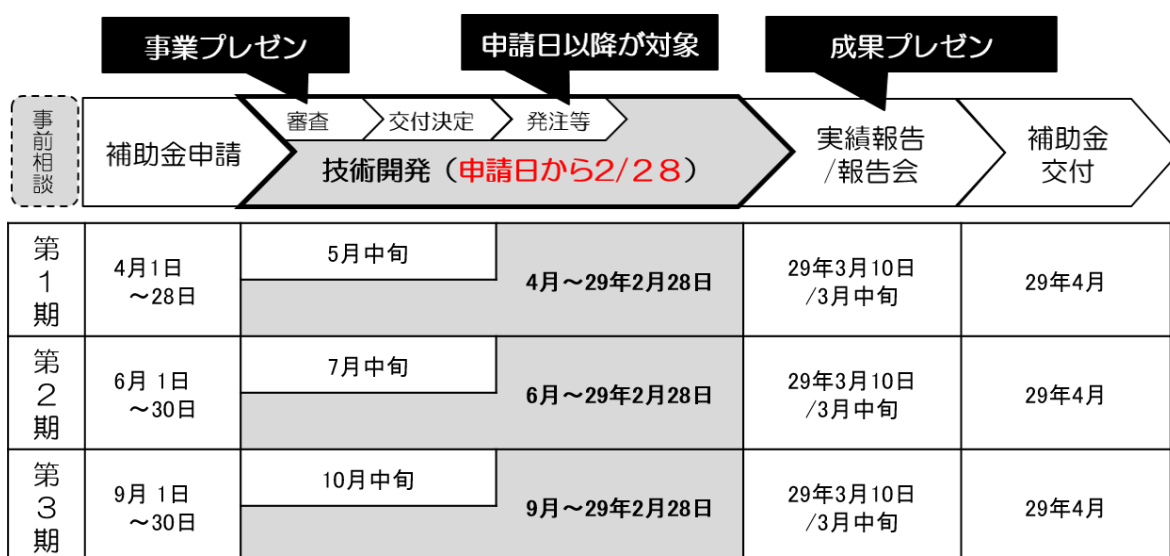 事業プレゼン
申請日以降が対象
成果プレゼン
事前相談
補助金申請
審査
交付決定
発注等
技術開発（申請日から2/２８）
実績報告
/報告会
補助金
交付
第1期
4月1日
～28日
5月中旬
4月～29年2月28日
29年3月10日
/3月中旬
29年4月
第2期
6月 1日
～30日
7月中旬
6月～29年2月28日
29年3月10日
/3月中旬
29年4月
第3期
9月 1日
～30日
10月中旬
9月～29年2月28日
29年3月10日
/3月中旬
29年4月